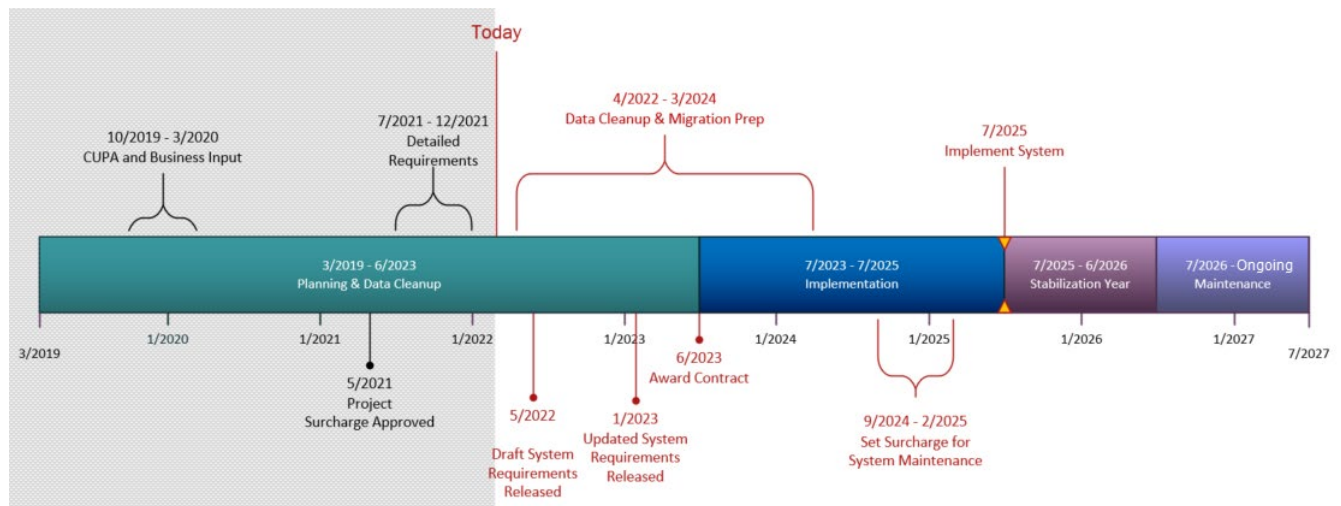 Today
4/2022 - 3/2024
Data Cleanup & Migration Prep
7/2021 - 12/2021
Detailed
Requirements
10/2019 - 3/2020
CUPA and Business Input
7/2025
Implement System
3/2019 - 6/2023
Planning & Data Cleanup
7/2023 - 7/2025
Implementation
7/2025 - 6/2026
Stabilization Year
7/2026 - Ongoing
Maintenance
3/2019
1/2020
1/2021
1/2022
1/2023
1/2024
1/2025
1/2026
1/2027
7/2027
5/2021
Project
Surcharge Approved
5/2022
Draft System
Requirements
Released
1/2023
Updated System
Requirements
Released
6/2023
Award Contract
9/2024 - 2/2025
Set Surcharge for
System Maintenance